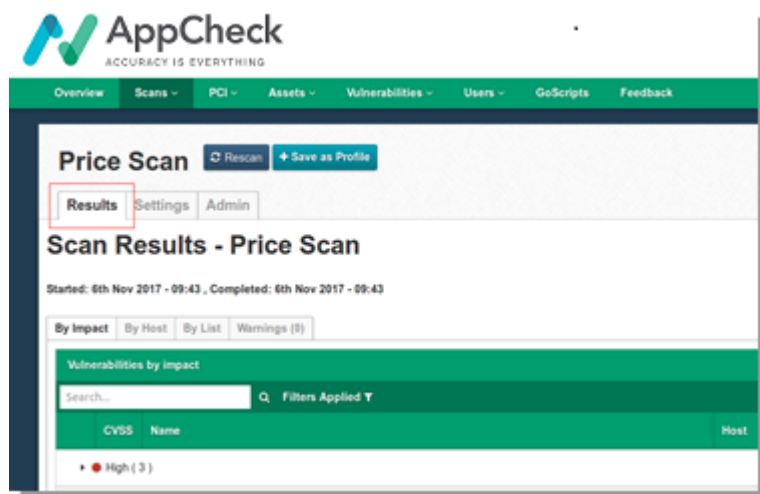 AppCheck
ACCURACY IS EVERYTHING
Overview Scans PCI Assets Vulnerabilities Users GoScripts Feedback
Price Scan Rescan + Save as Profile
Results Settings Admin
Scan Results - Price Scan
Started: 6th Nov 2017 - 09:43 , Completed: 6th Nov 2017 - 09:43
By Impact By Host By List Warnings (0)
Vulnerabilities by impact
Search... Filters Applied
CVSS Name Host
High ( 3 )